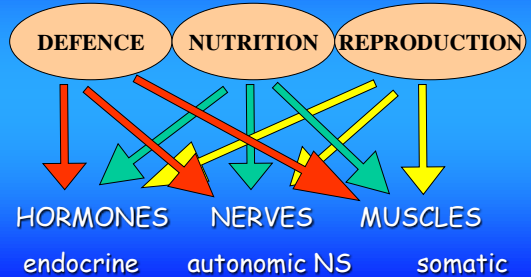 DEFENCE NUTRITION REPRODUCTION
HORMONES NERVES MUSCLES
endocrine autonomic NS somatic